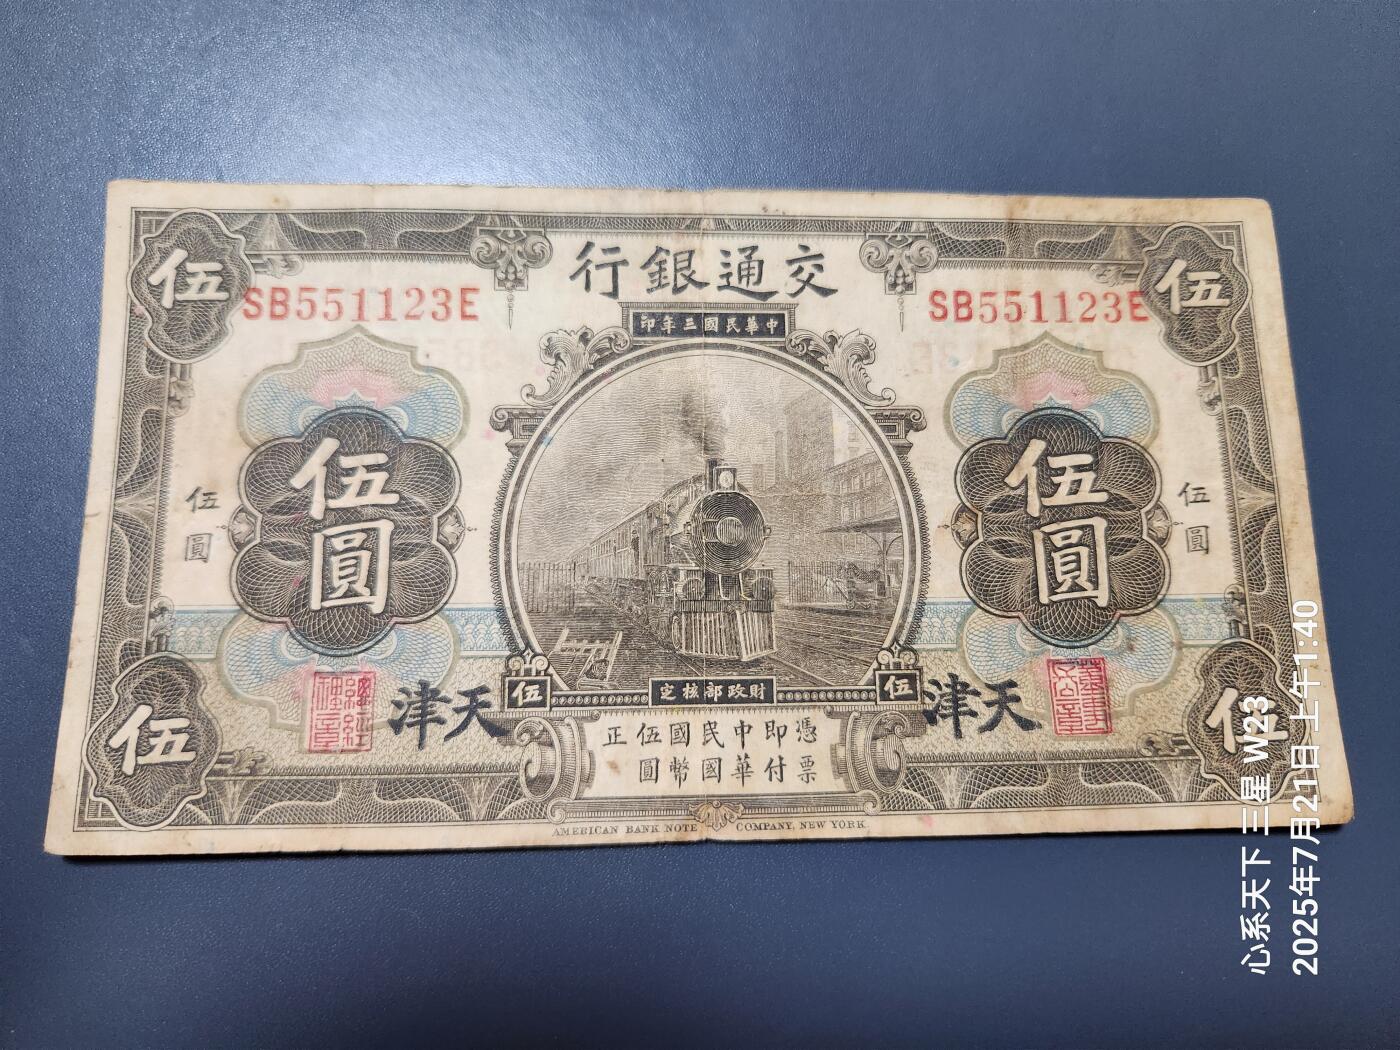 交通銀行
中華民國三年印
伍
伍
SB551123E
SB551123E
伍圓
伍圓
伍圓
伍圓
天津
天津
伍
財政部核定
伍
憑票即付中華民國國幣伍圓正
伍
伍
AMERICAN BANK NOTE COMPANY, NEW YORK.
心系天下三星 W23
2025年7月21日上午1:40